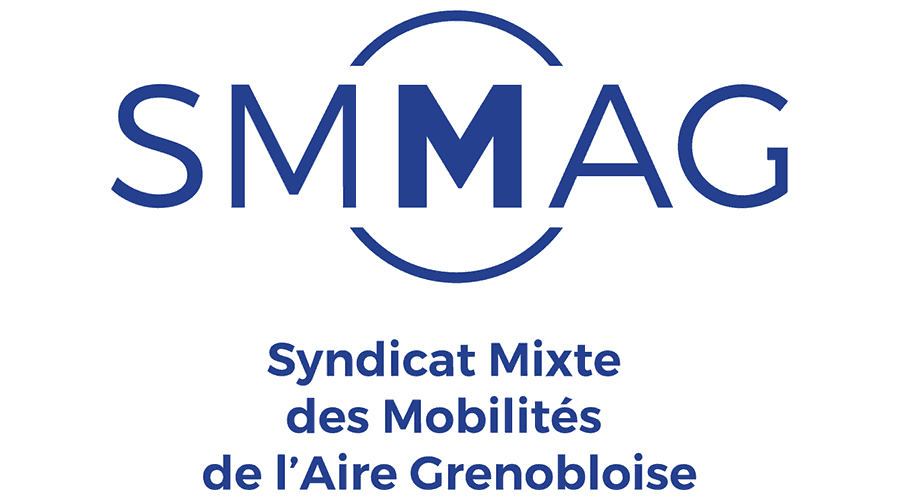 SMMAG
Syndicat Mixte
des Mobilités
de l’Aire Grenobloise